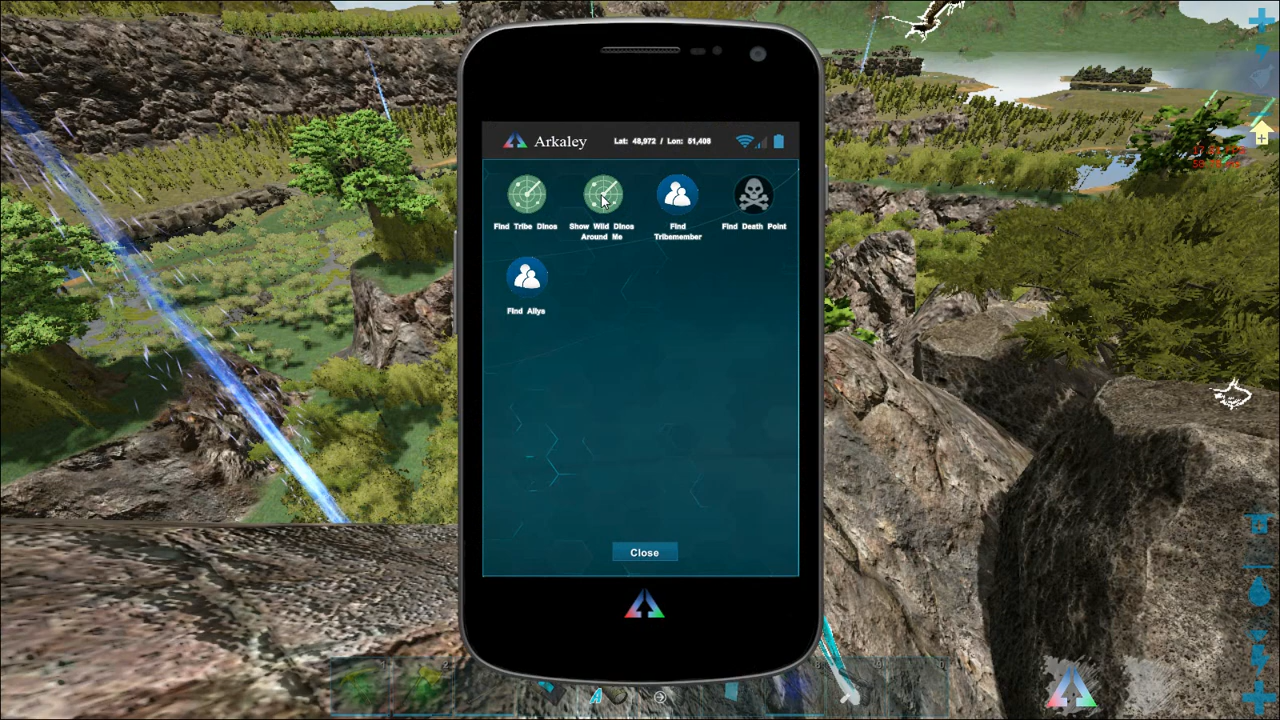 Arkaley
Lat: 48,972 / Lon: 51,408
Find Tribe Dinos
Show Wild Dinos
Around Me
Find
Tribemember
Find Death Point
Find Allys
Close